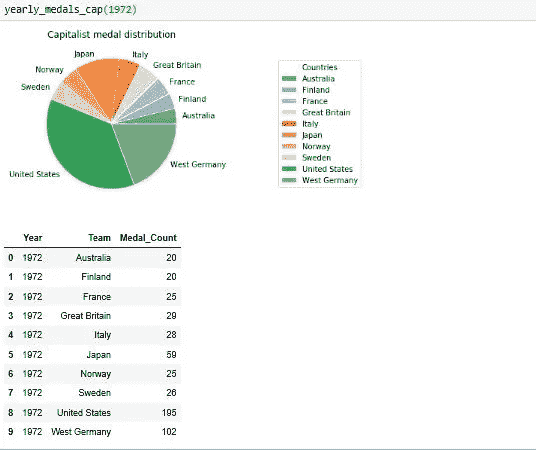 yearly_medals_cap(1972)
Capitalist medal distribution
Japan
Italy
Norway
Great Britain
Sweden
France
Finland
Australia
West Germany
United States
Countries
Australia
Finland
France
Great Britain
Italy
Japan
Norway
Sweden
United States
West Germany
Year Team Medal_Count
0 1972 Australia 20
1 1972 Finland 20
2 1972 France 25
3 1972 Great Britain 29
4 1972 Italy 28
5 1972 Japan 59
6 1972 Norway 25
7 1972 Sweden 26
8 1972 United States 195
9 1972 West Germany 102